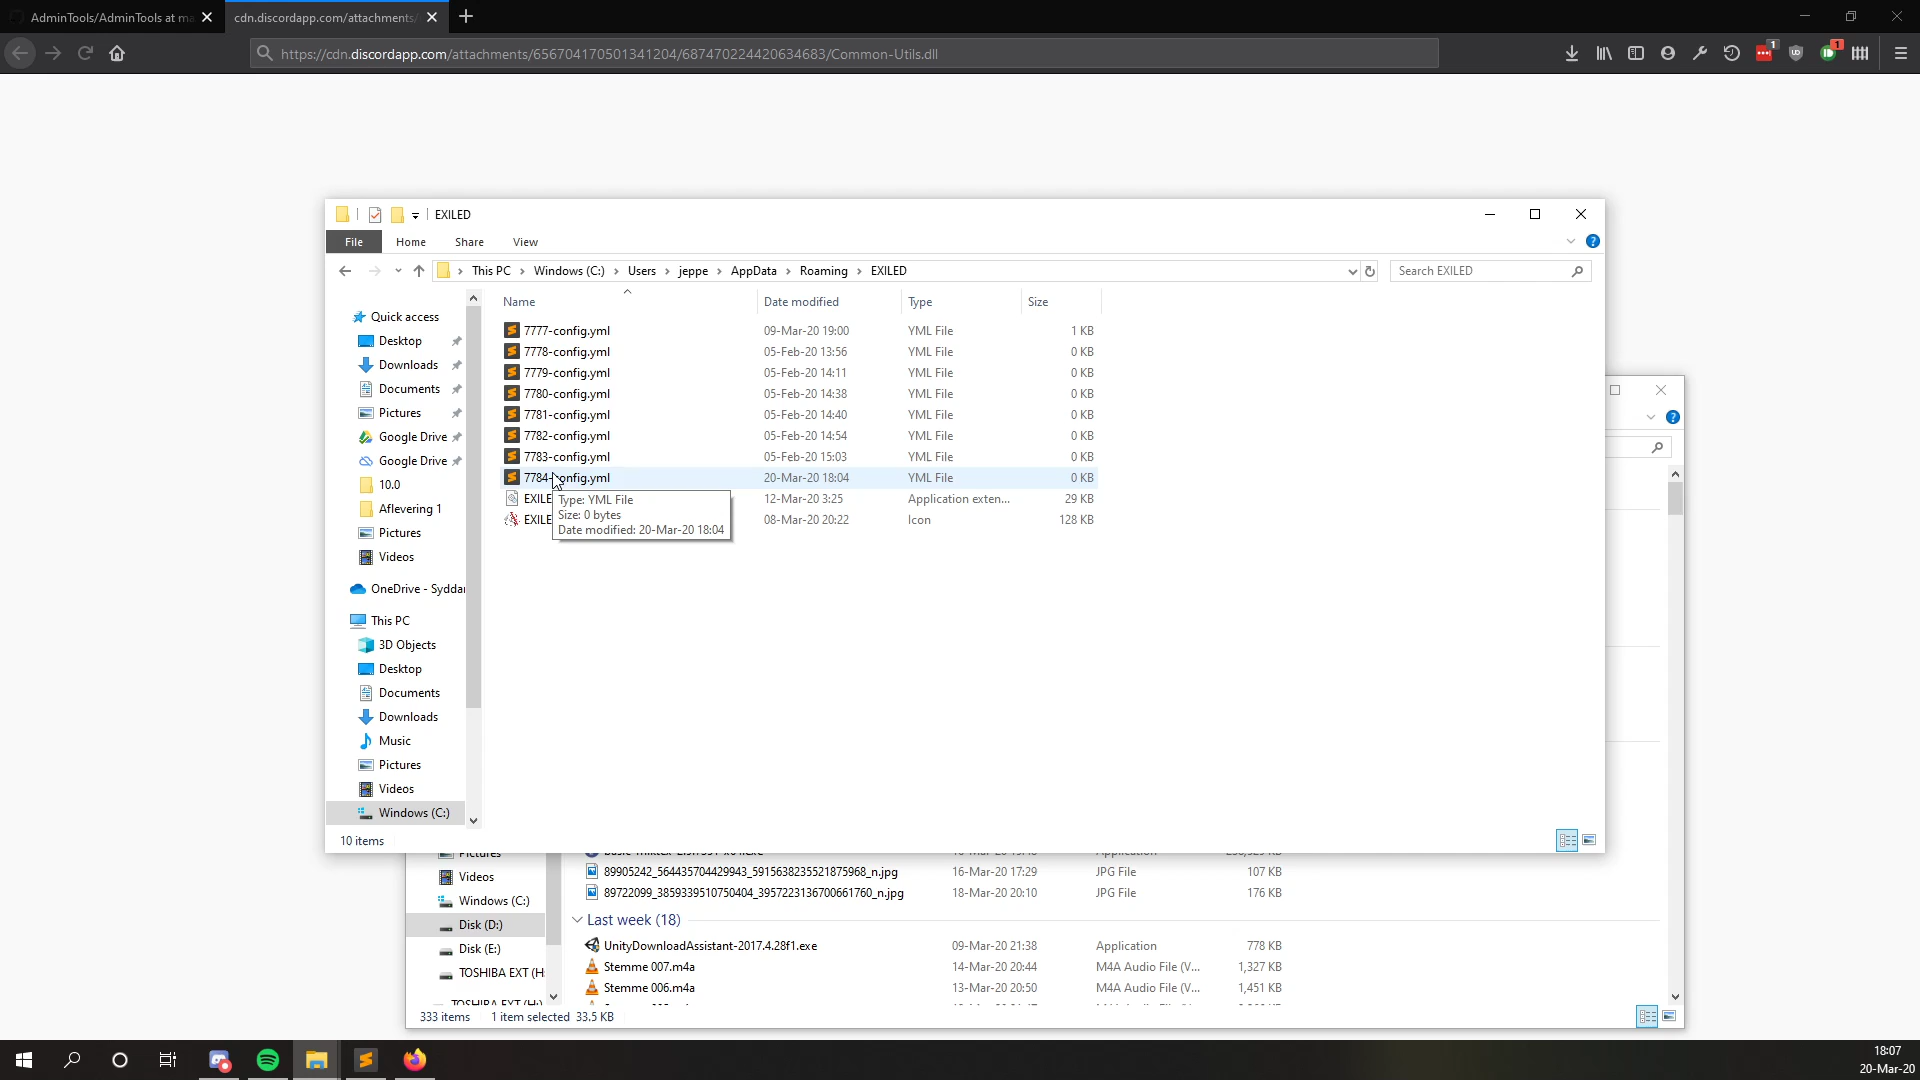 AdminTools/AdminTools at ma
cdn.discordapp.com/attachments/
https://cdn.discordapp.com/attachments/656704170501341204/687470224420634683/Common-Utils.dll
1
1
EXILED
File Home Share View
This PC Windows (C:) Users jeppe AppData Roaming EXILED
Search EXILED
Name Date modified Type Size
Quick access
Desktop
Downloads
Documents
Pictures
Google Drive
Google Drive
10.0
Aflevering 1
Pictures
Videos
OneDrive - Syddar
This PC
3D Objects
Desktop
Documents
Downloads
Music
Pictures
Videos
Windows (C:)
7777-config.yml 09-Mar-20 19:00 YML File 1 KB
7778-config.yml 05-Feb-20 13:56 YML File 0 KB
7779-config.yml 05-Feb-20 14:11 YML File 0 KB
7780-config.yml 05-Feb-20 14:38 YML File 0 KB
7781-config.yml 05-Feb-20 14:40 YML File 0 KB
7782-config.yml 05-Feb-20 14:54 YML File 0 KB
7783-config.yml 05-Feb-20 15:03 YML File 0 KB
7784-config.yml 20-Mar-20 18:04 YML File 0 KB
EXILE 12-Mar-20 3:25 Application exten... 29 KB
EXILE 08-Mar-20 20:22 Icon 128 KB
Type: YML File
Size: 0 bytes
Date modified: 20-Mar-20 18:04
10 items
Pictures
Videos
Windows (C:)
Disk (D:)
Disk (E:)
TOSHIBA EXT (H:
TOSHIBA EXT (H:)
89905242_564435704429943_5915638235521875968_n.jpg 16-Mar-20 17:29 JPG File 107 KB
89722099_3859339510750404_3957223136700661760_n.jpg 18-Mar-20 20:10 JPG File 176 KB
Last week (18)
UnityDownloadAssistant-2017.4.28f1.exe 09-Mar-20 21:38 Application 778 KB
Stemme 007.m4a 14-Mar-20 20:44 M4A Audio File (V... 1,327 KB
Stemme 006.m4a 13-Mar-20 20:50 M4A Audio File (V... 1,451 KB
333 items 1 item selected 33.5 KB
18:07
20-Mar-20